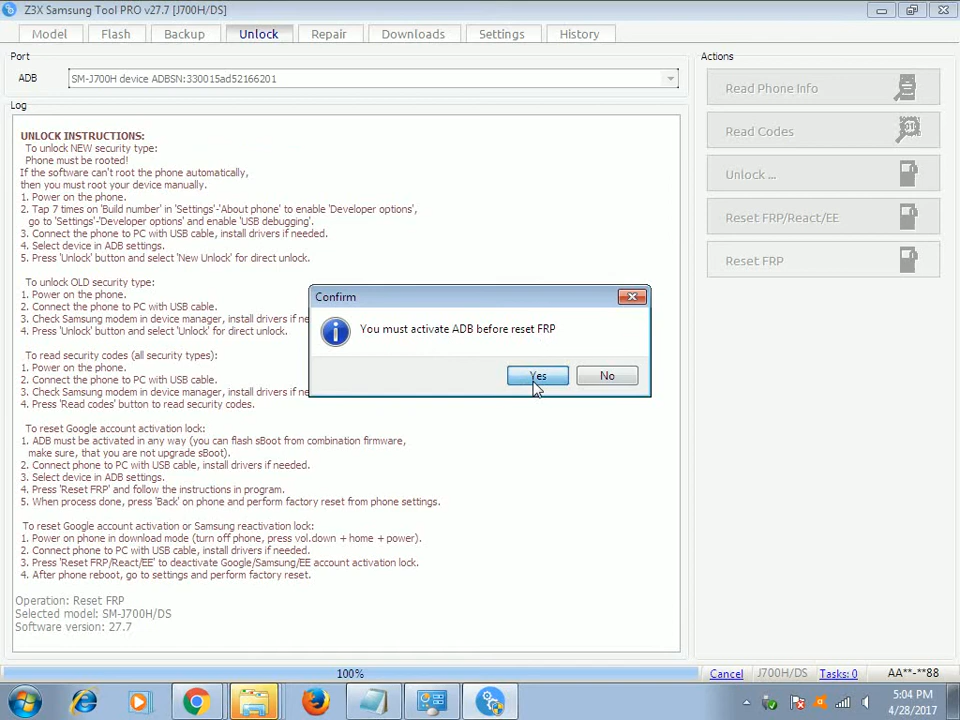 Z3X Samsung Tool PRO v27.7 [J700H/DS]
Model
Flash
Backup
Unlock
Repair
Downloads
Settings
History
Port
ADB
SM-J700H device ADBSN:330015ad52166201
Log
UNLOCK INSTRUCTIONS:
To unlock NEW security type:
Phone must be rooted!
If the software can't root the phone automatically,
then you must root your device manually.
1. Power on the phone.
2. Tap 7 times on 'Build number' in 'Settings'-'About phone' to enable 'Developer options',
go to 'Settings'-'Developer options' and enable 'USB debugging'.
3. Connect the phone to PC with USB cable, install drivers if needed.
4. Select device in ADB settings.
5. Press 'Unlock' button and select 'New Unlock' for direct unlock.
To unlock OLD security type:
1. Power on the phone.
2. Connect the phone to PC with USB cable.
3. Check Samsung modem in device manager, install drivers if ne
4. Press 'Unlock' button and select 'Unlock' for direct unlock.
To read security codes (all security types):
1. Power on the phone.
2. Connect the phone to PC with USB cable.
3. Check Samsung modem in device manager, install drivers if ne
4. Press 'Read codes' button to read security codes.
To reset Google account activation lock:
1. ADB must be activated in any way (you can flash sBoot from combination firmware,
make sure, that you are not upgrade sBoot).
2. Connect phone to PC with USB cable, install drivers if needed.
3. Select device in ADB settings.
4. Press 'Reset FRP' and follow the instructions in program.
5. When process done, press 'Back' on phone and perform factory reset from phone settings.
To reset Google account activation or Samsung reactivation lock:
1. Power on phone in download mode (turn off phone, press vol.down + home + power).
2. Connect phone to PC with USB cable, install drivers if needed.
3. Press 'Reset FRP/React/EE' to deactivate Google/Samsung/EE account activation lock.
4. After phone reboot, go to settings and perform factory reset.
Operation: Reset FRP
Selected model: SM-J700H/DS
Software version: 27.7
Confirm
You must activate ADB before reset FRP
Yes
No
Actions
Read Phone Info
Read Codes
Unlock ...
Reset FRP/React/EE
Reset FRP
100%
Cancel
J700H/DS
Tasks: 0
AA**-**88
5:04 PM
4/28/2017